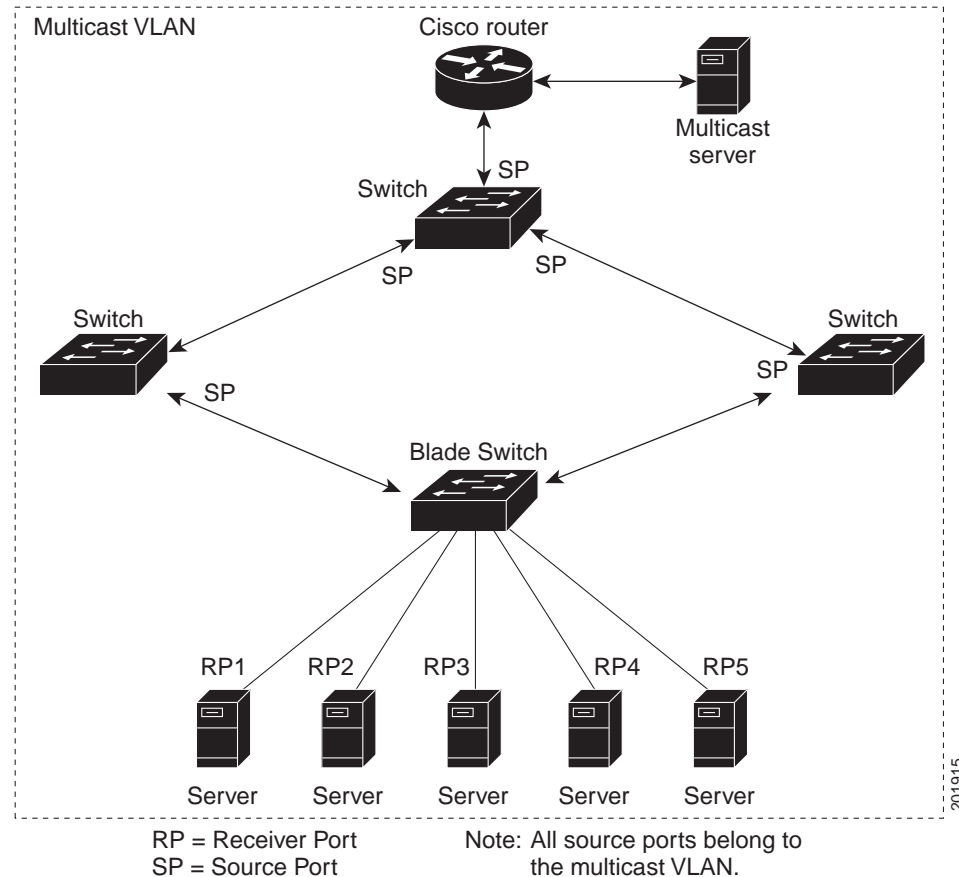 Multicast VLAN
Cisco router
Multicast
server
SP
Switch
SP
SP
Switch
Switch
SP
SP
Blade Switch
RP1
RP2
RP3
RP4
RP5
Server
Server
Server
Server
Server
201915
RP = Receiver Port
SP = Source Port
Note: All source ports belong to
the multicast VLAN.